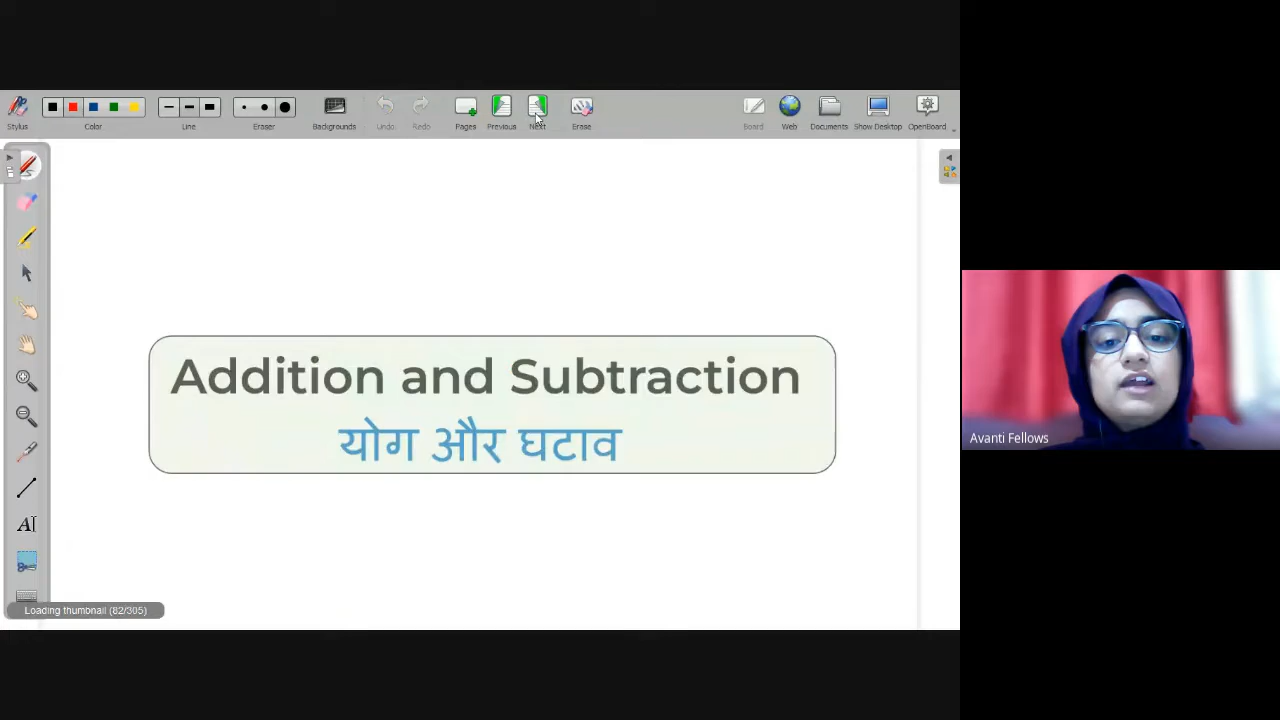 Stylus Color Line Eraser Backgrounds Undo Redo Pages Previous Next Erase Board Web Documents Show Desktop OpenBoard
Addition and Subtraction
योग और घटाव
Avanti Fellows
A
Loading thumbnail (82/305)